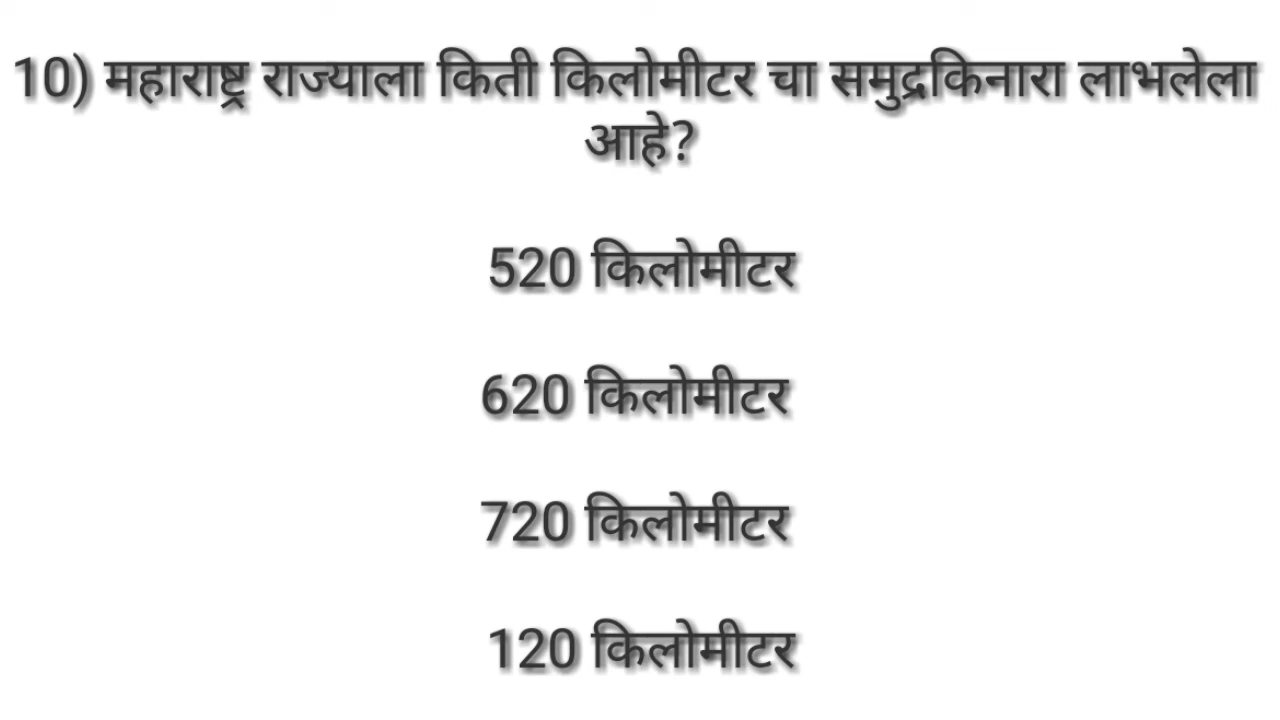 10) महाराष्ट्र राज्याला किती किलोमीटर चा समुद्रकिनारा लाभलेला
आहे?
520 किलोमीटर
620 किलोमीटर
720 किलोमीटर
120 किलोमीटर